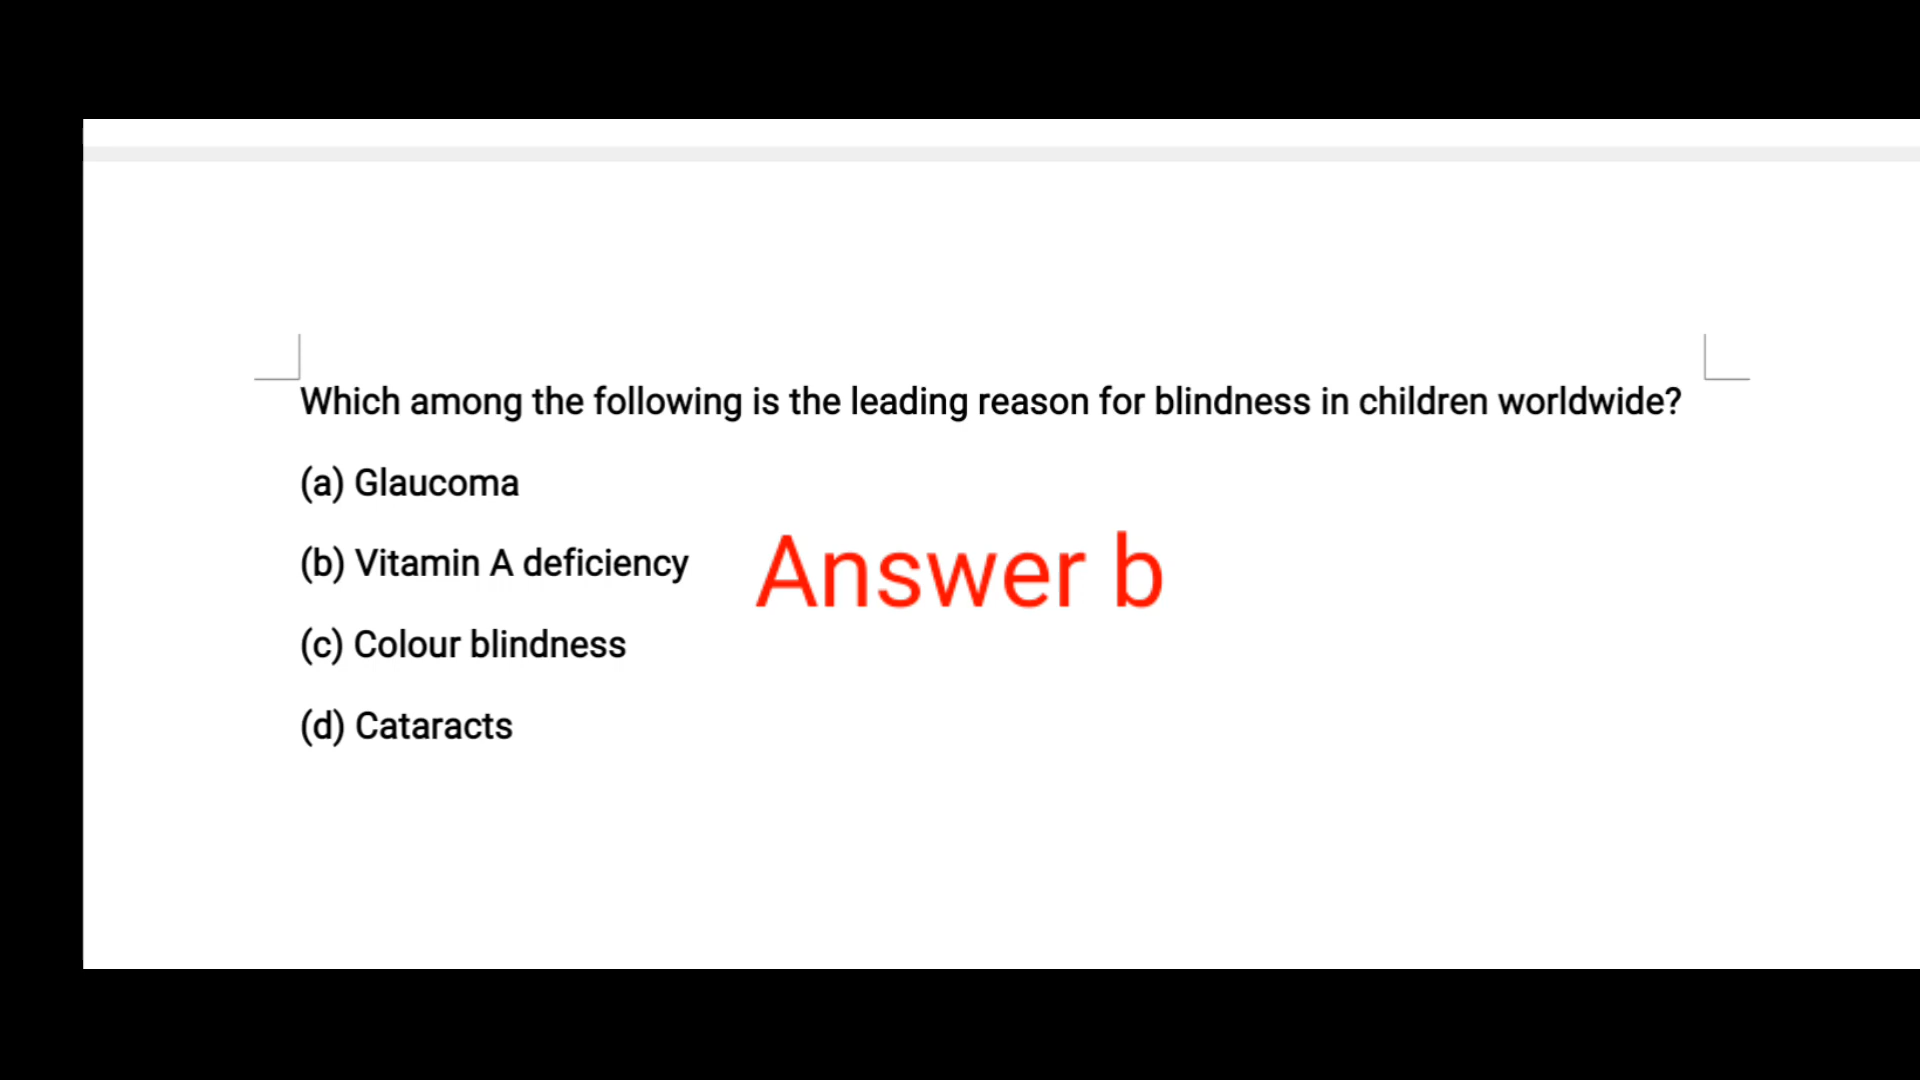 Which among the following is the leading reason for blindness in children worldwide?
(a) Glaucoma
(b) Vitamin A deficiency
Answer b
(c) Colour blindness
(d) Cataracts